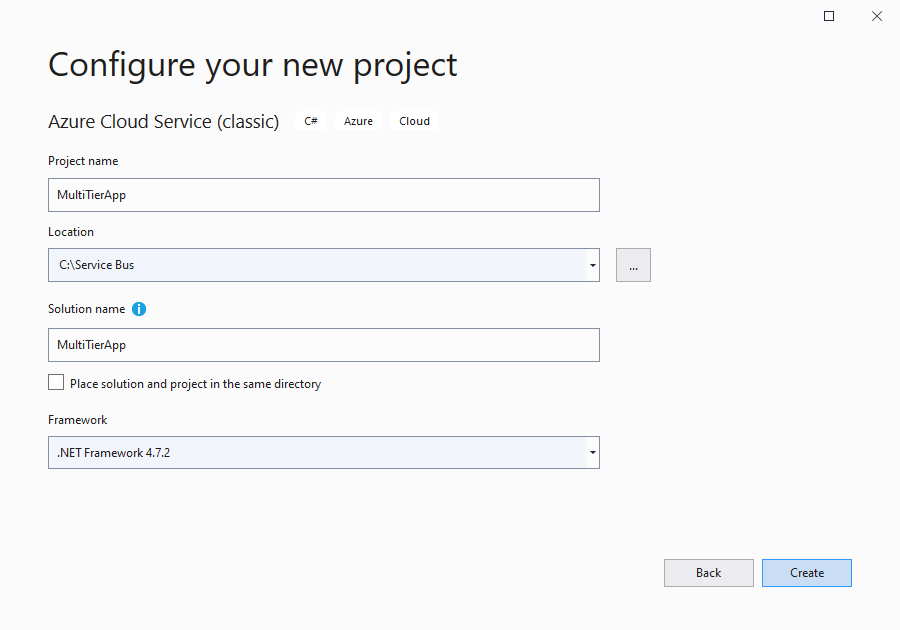 Configure your new project
Azure Cloud Service (classic) C# Azure Cloud
Project name
MultiTierApp
Location
C:\Service Bus
...
Solution name
MultiTierApp
Place solution and project in the same directory
Framework
.NET Framework 4.7.2
Back Create